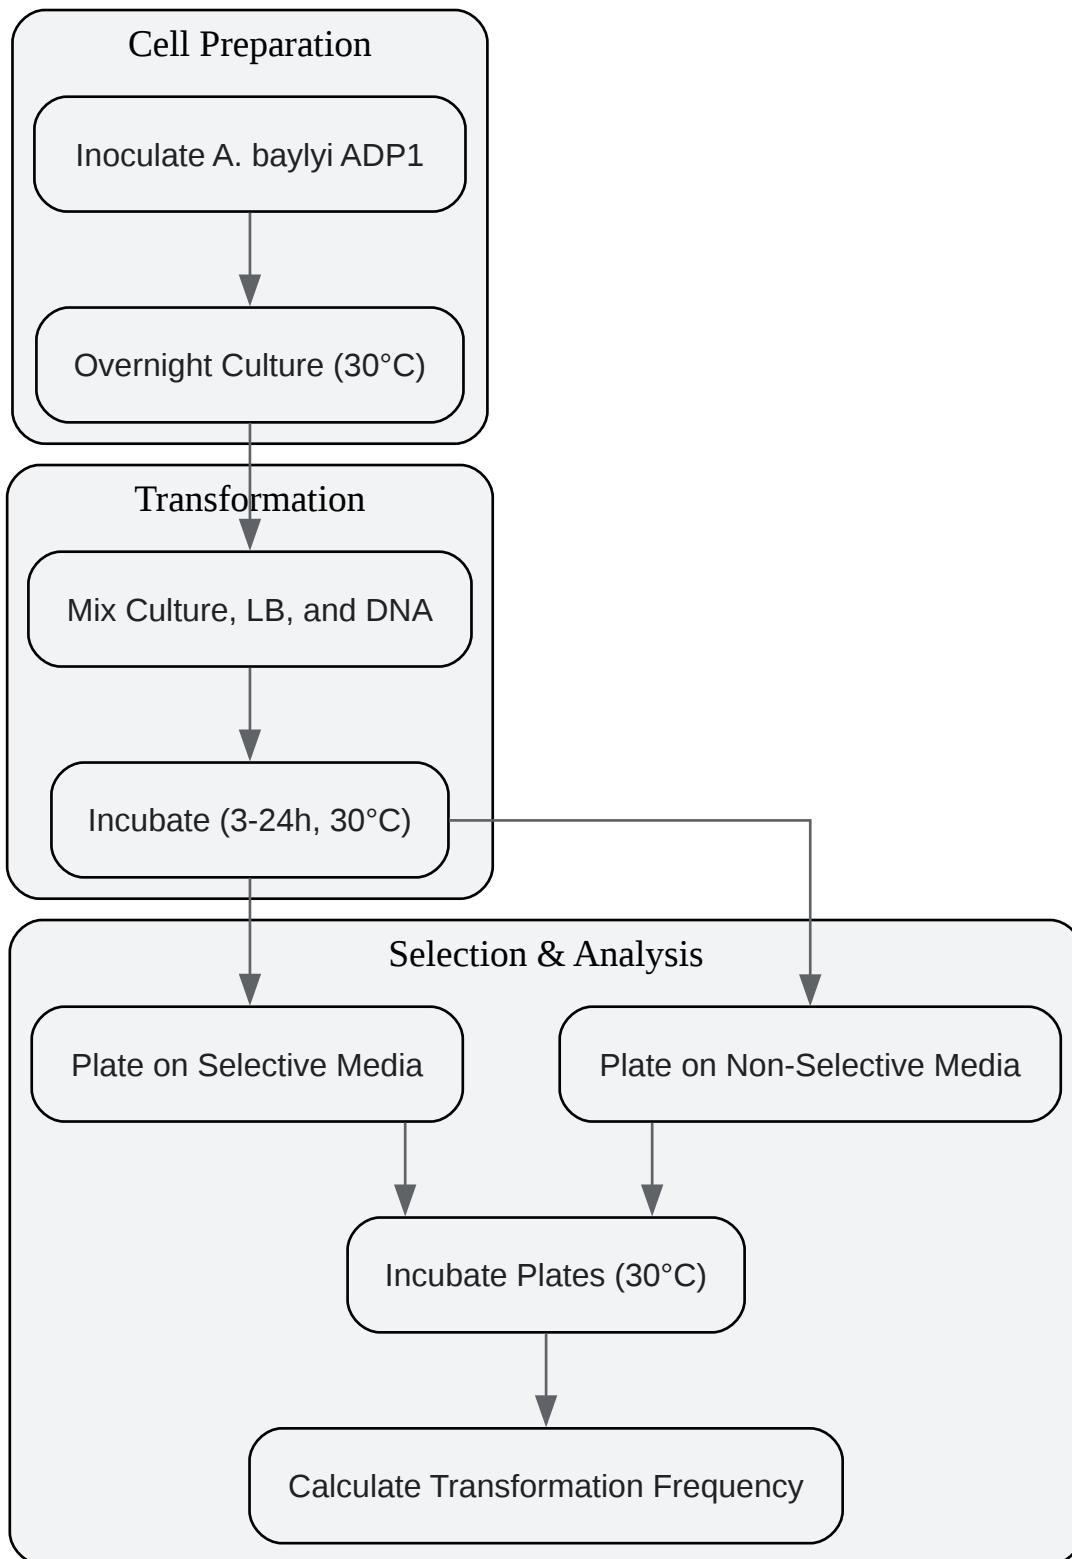 Cell Preparation
Inoculate A. baylyi ADP1
Overnight Culture (30°C)
Transformation
Mix Culture, LB, and DNA
Incubate (3-24h, 30°C)
Selection & Analysis
Plate on Selective Media
Plate on Non-Selective Media
Incubate Plates (30°C)
Calculate Transformation Frequency